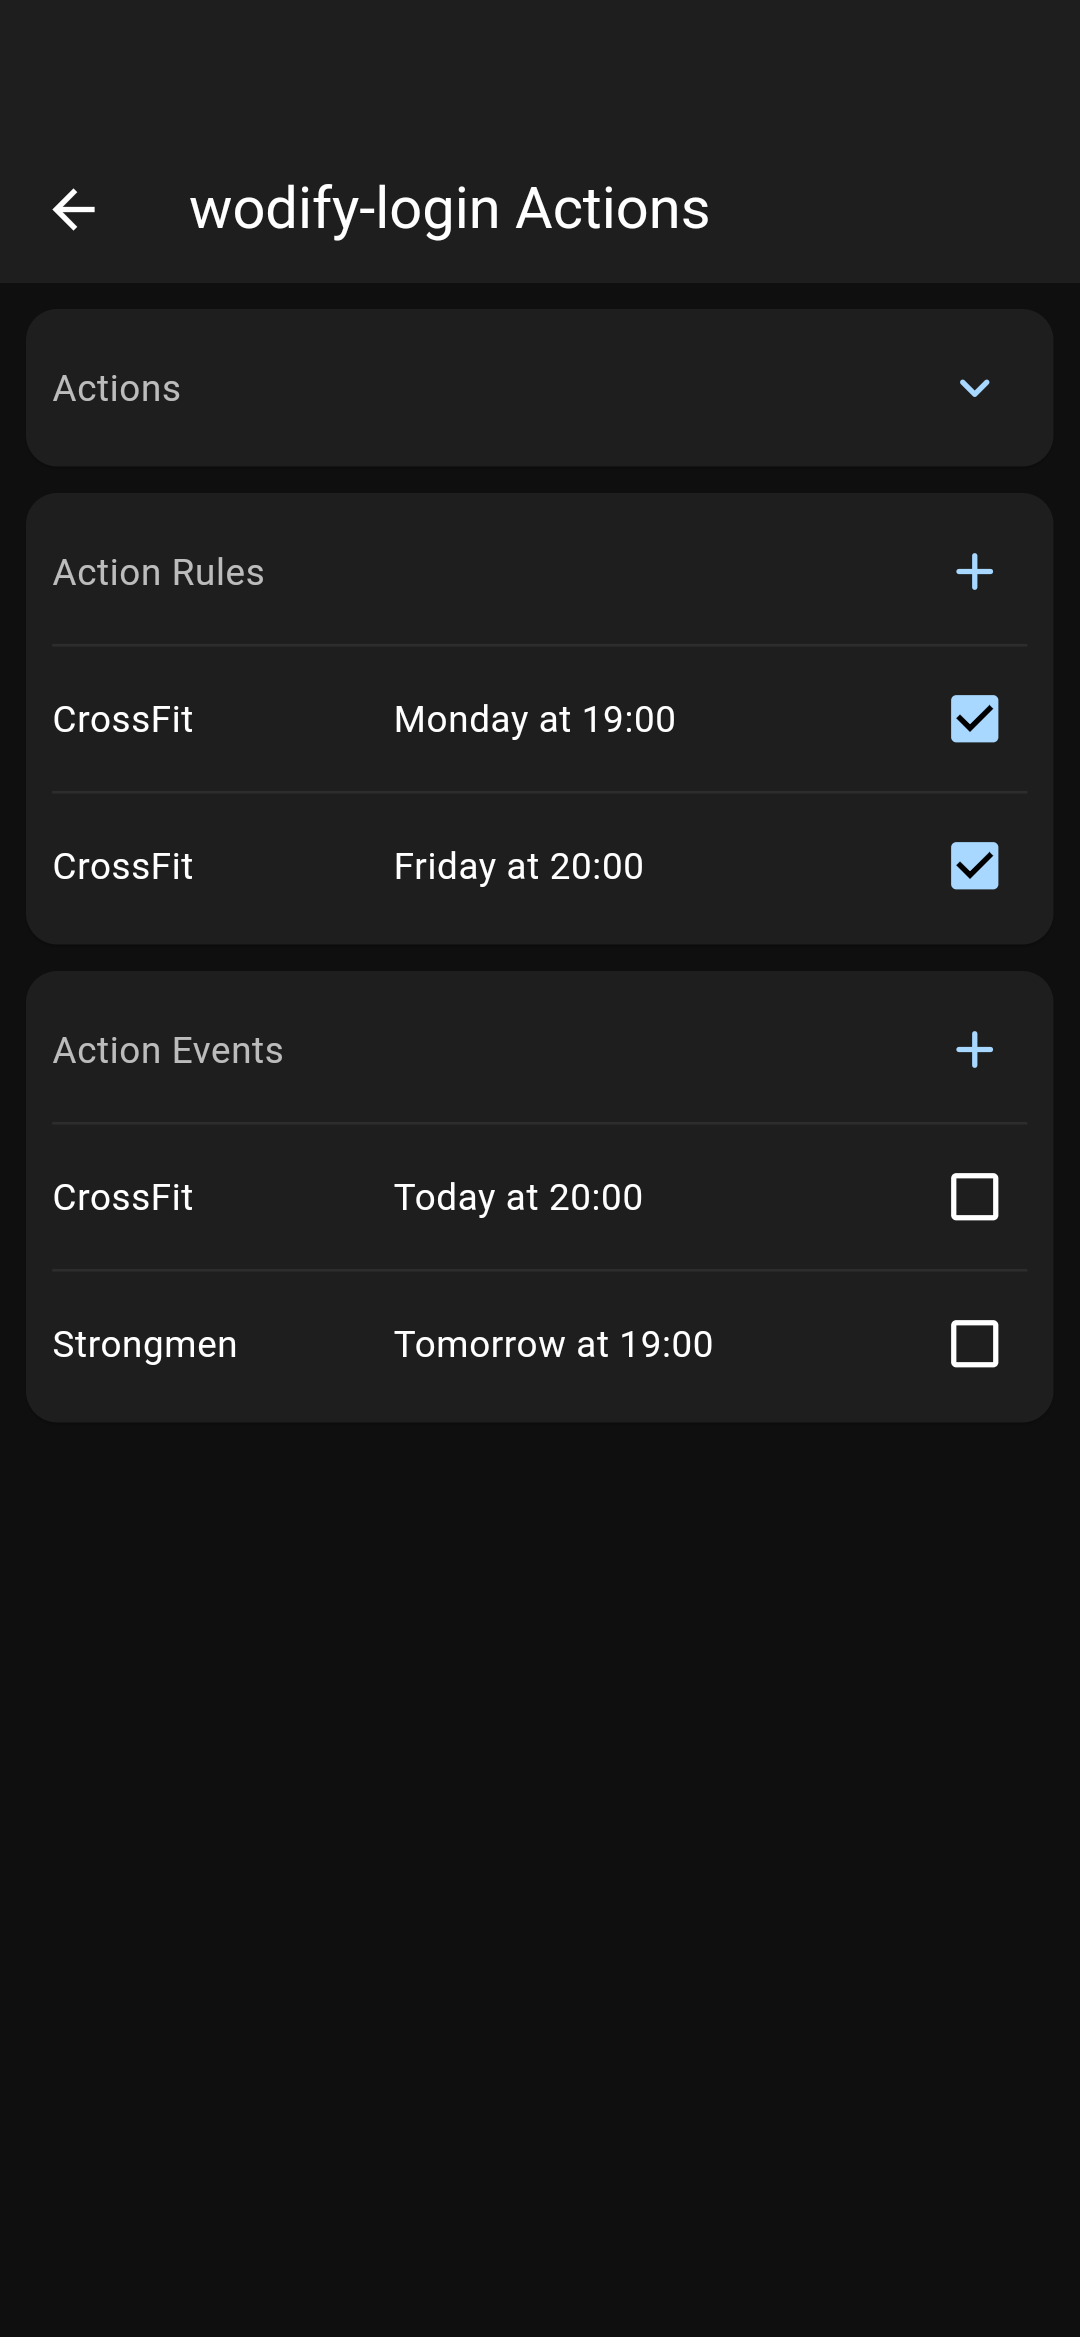 wodify-login Actions
Actions
Action Rules
CrossFit Monday at 19:00
CrossFit Friday at 20:00
Action Events
CrossFit Today at 20:00
Strongmen Tomorrow at 19:00